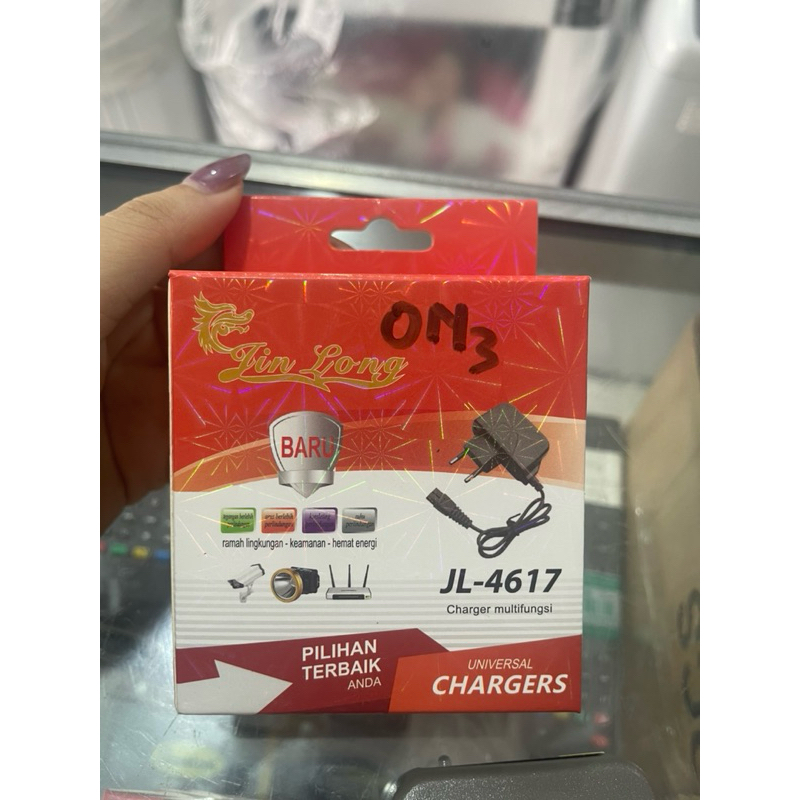 ON3
Jin Long
BARU
ramah lingkungan - keamanan - hemat energi
JL-4617
Charger multifungsi
PILIHAN
TERBAIK
ANDA
UNIVERSAL
CHARGERS